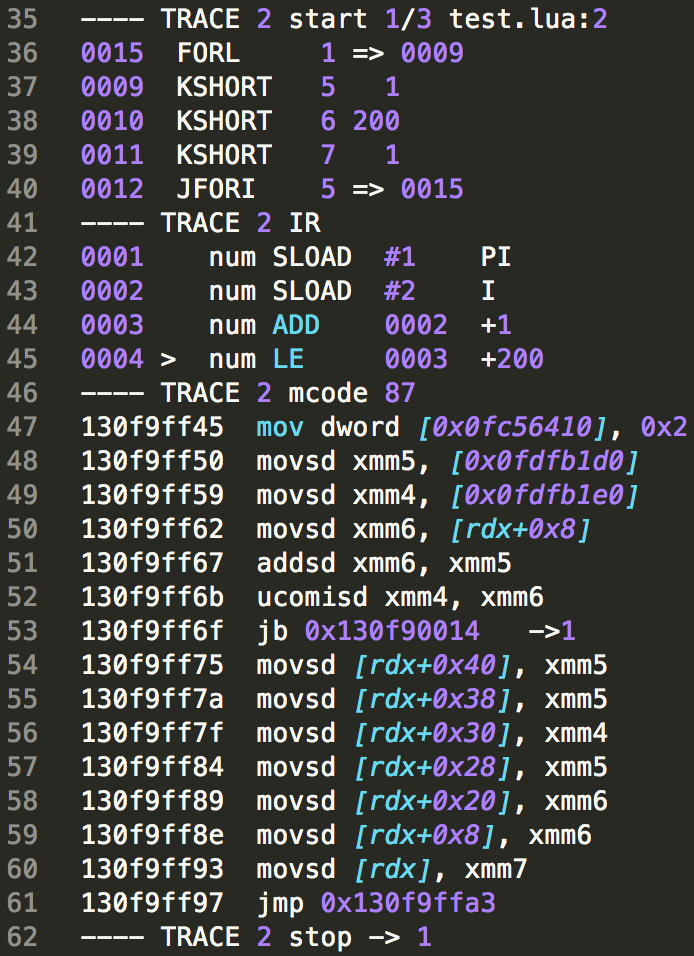 35   ---- TRACE 2 start 1/3 test.lua:2
36   0015  FORL     1 => 0009
37   0009  KSHORT   5   1
38   0010  KSHORT   6 200
39   0011  KSHORT   7   1
40   0012  JFORI    5 => 0015
41   ---- TRACE 2 IR
42   0001    num SLOAD  #1    PI
43   0002    num SLOAD  #2    I
44   0003    num ADD    0002  +1
45   0004 >  num LE     0003  +200
46   ---- TRACE 2 mcode 87
47   130f9ff45  mov dword [0x0fc56410], 0x2
48   130f9ff50  movsd xmm5, [0x0fdfb1d0]
49   130f9ff59  movsd xmm4, [0x0fdfb1e0]
50   130f9ff62  movsd xmm6, [rdx+0x8]
51   130f9ff67  addsd xmm6, xmm5
52   130f9ff6b  ucomisd xmm4, xmm6
53   130f9ff6f  jb 0x130f90014   ->1
54   130f9ff75  movsd [rdx+0x40], xmm5
55   130f9ff7a  movsd [rdx+0x38], xmm5
56   130f9ff7f  movsd [rdx+0x30], xmm4
57   130f9ff84  movsd [rdx+0x28], xmm5
58   130f9ff89  movsd [rdx+0x20], xmm6
59   130f9ff8e  movsd [rdx+0x8], xmm6
60   130f9ff93  movsd [rdx], xmm7
61   130f9ff97  jmp 0x130f9ffa3
62   ---- TRACE 2 stop -> 1